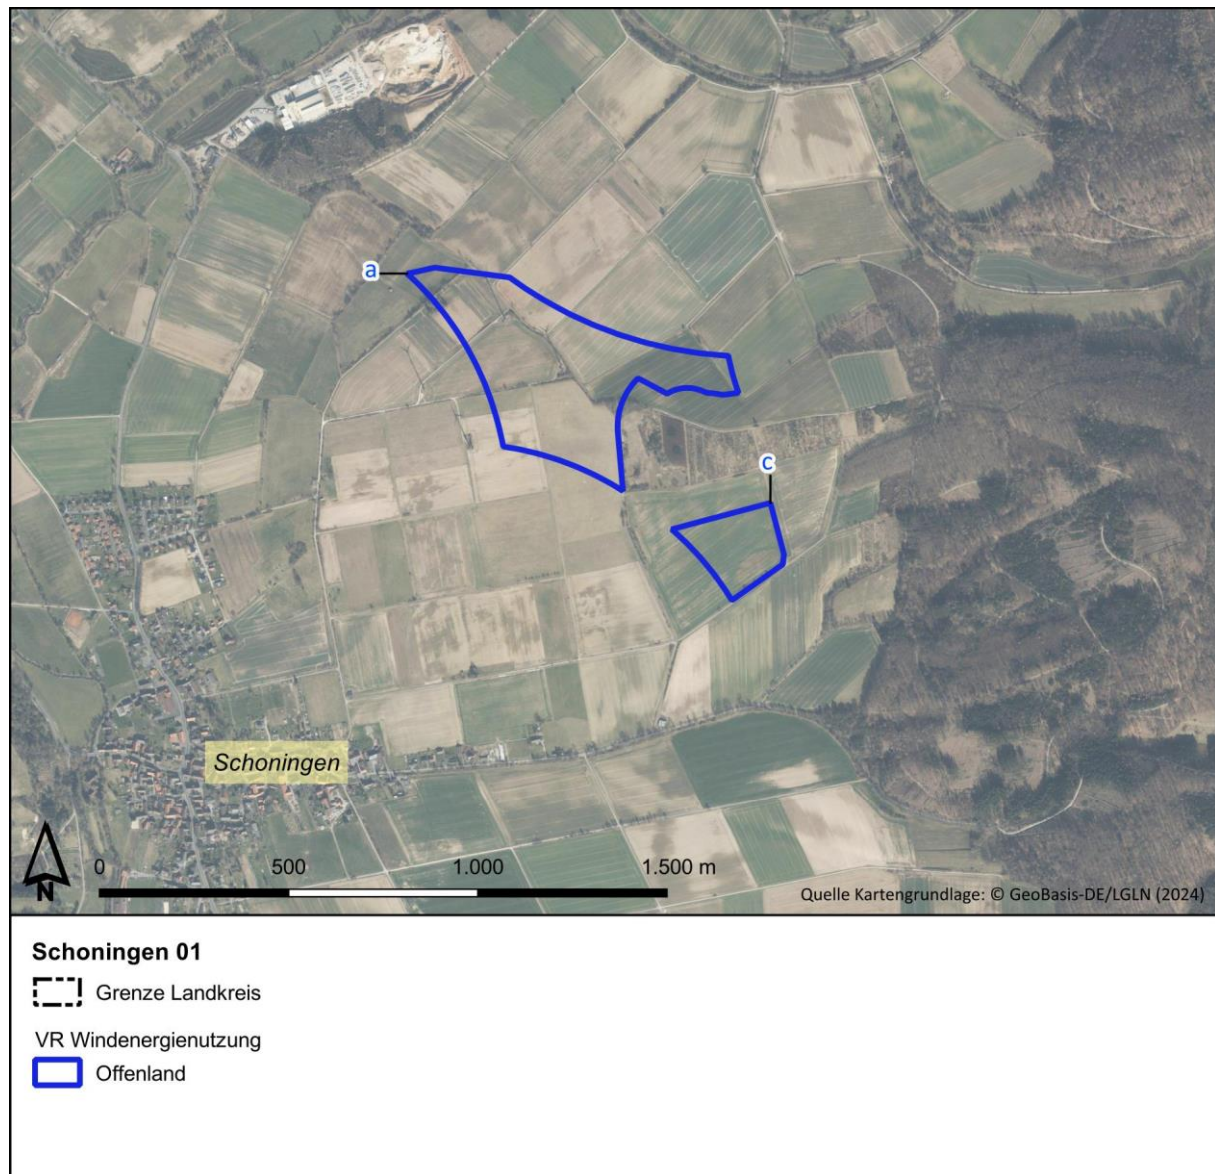 a
c
Schoningen
N
0 500 1.000 1.500 m
Quelle Kartengrundlage: © GeoBasis-DE/LGLN (2024)
Schoningen 01
Grenze Landkreis
VR Windenergienutzung
Offenland